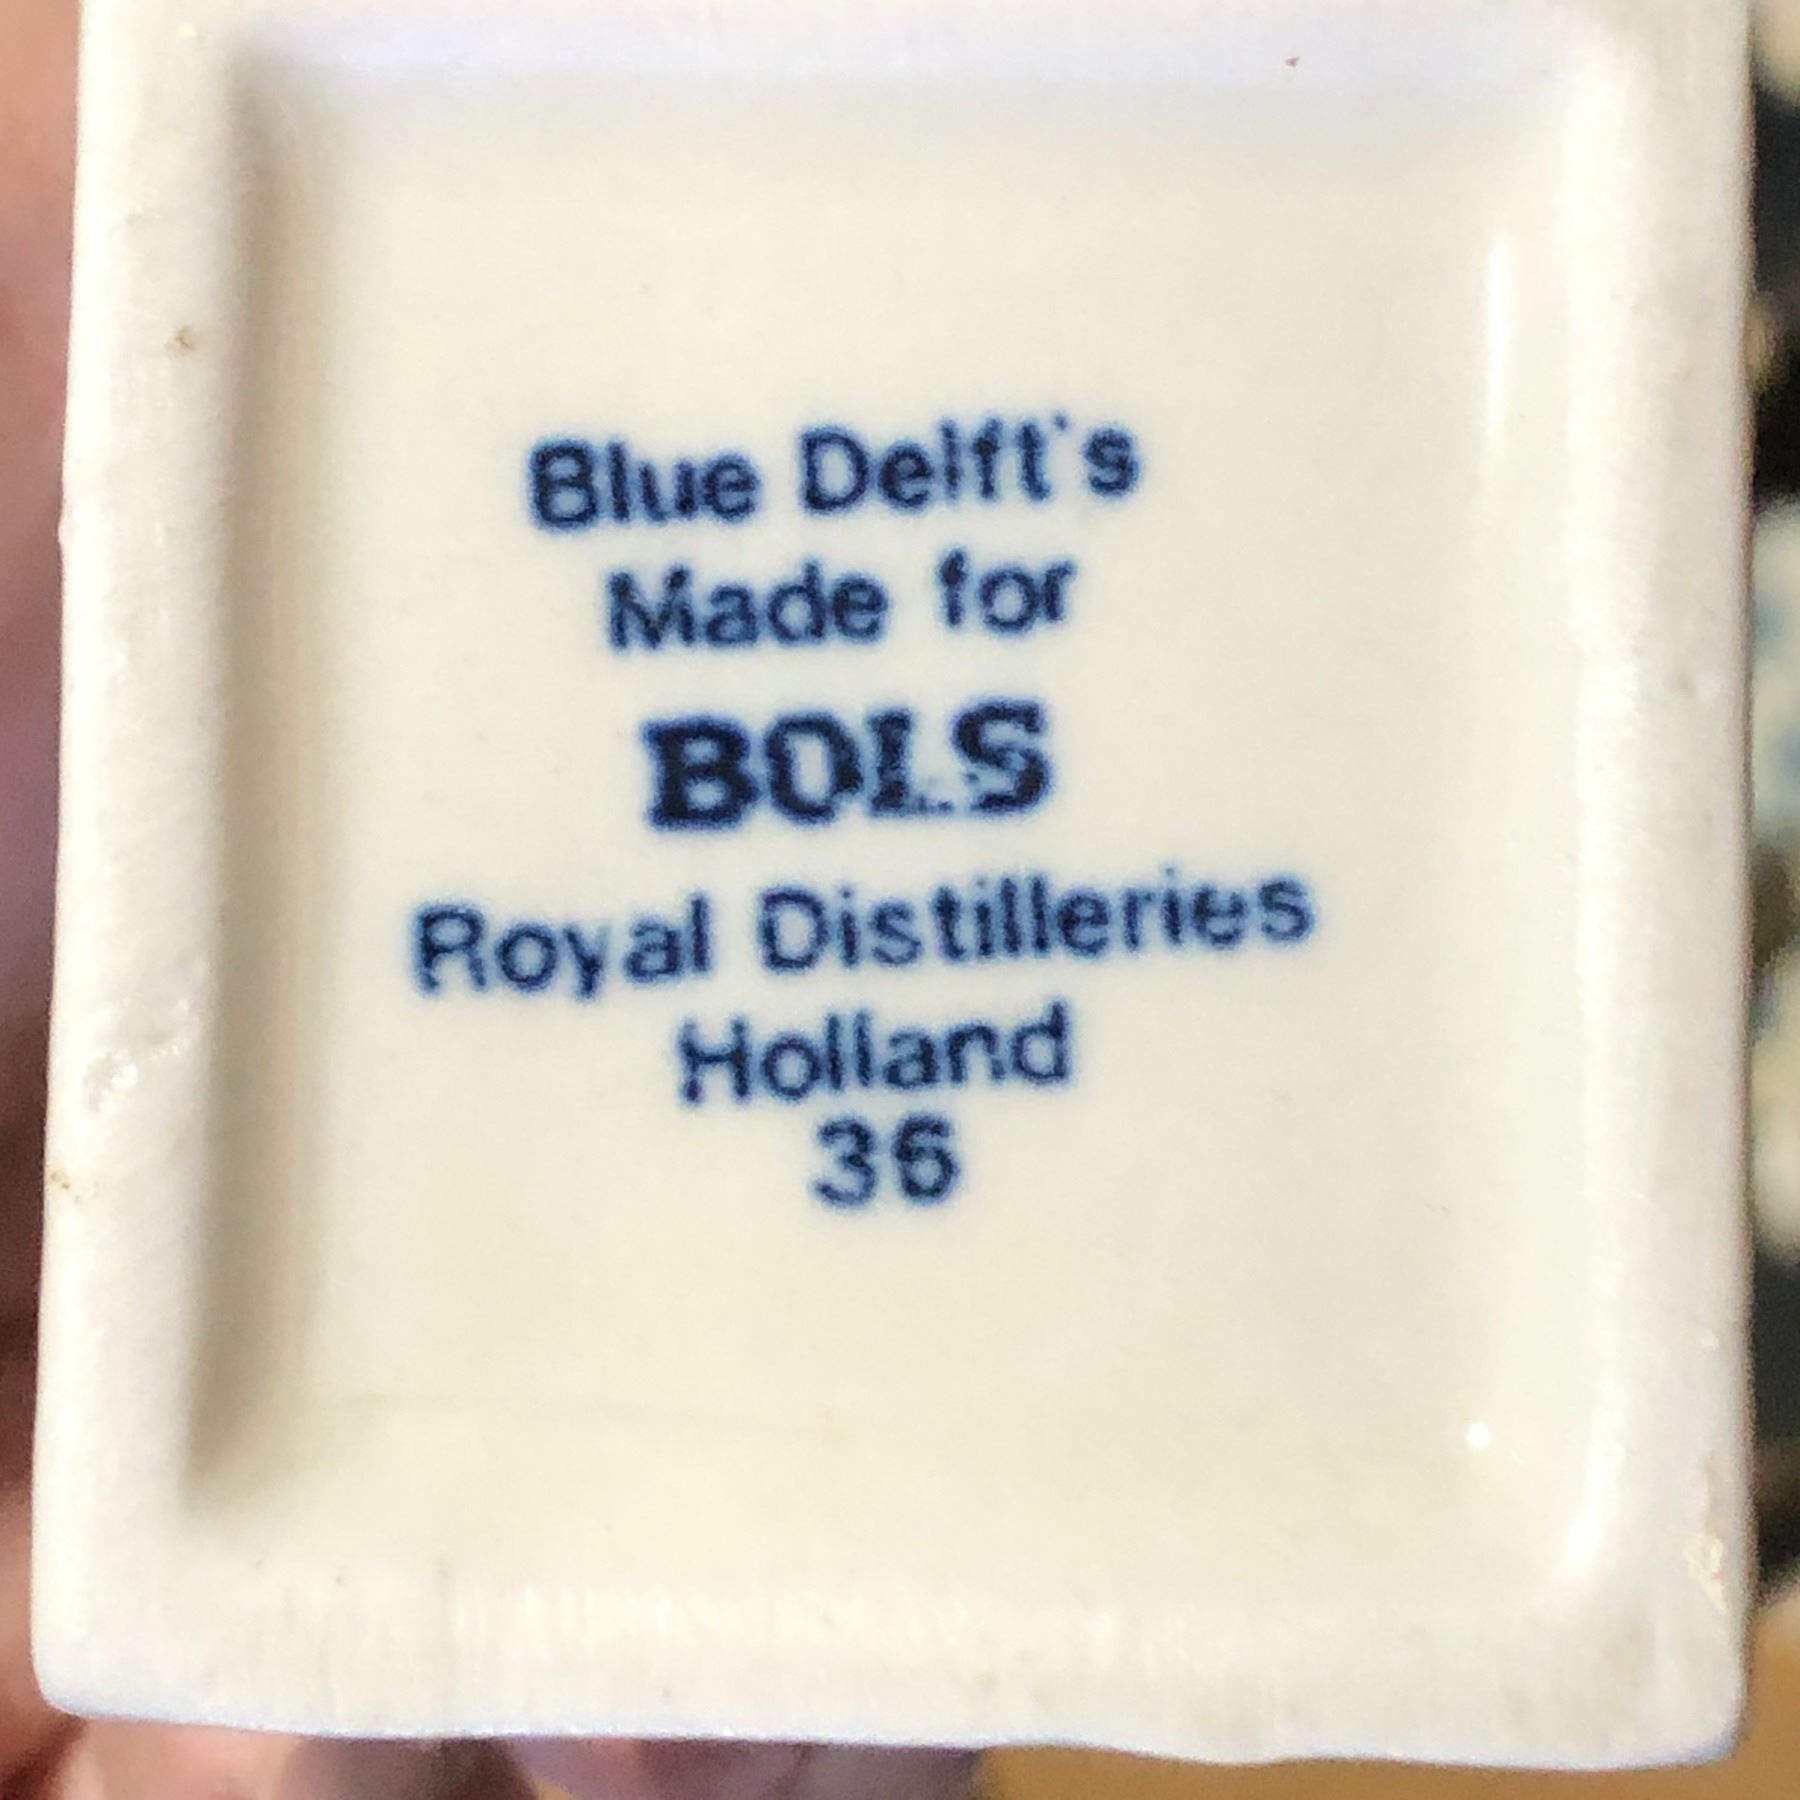 Blue Delft's
Made for
BOLS
Royal Distilleries
Holland
36